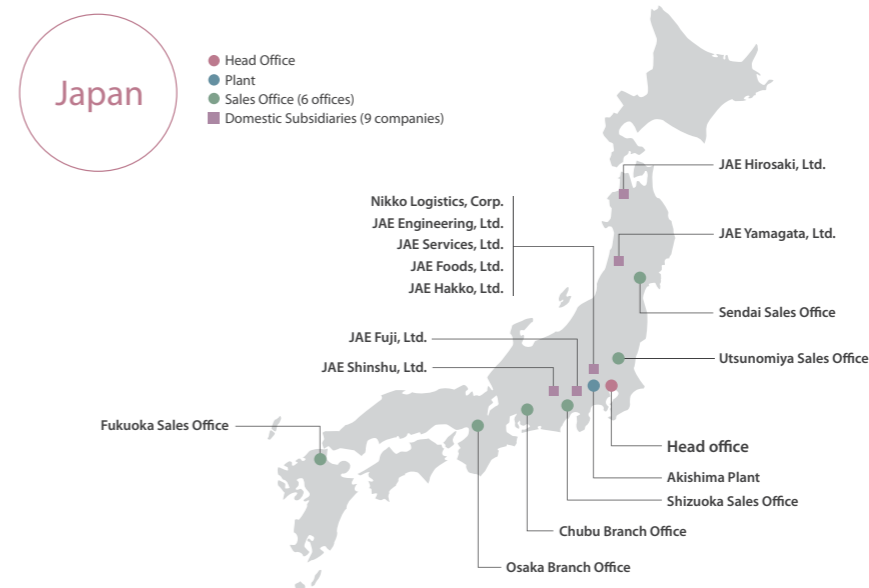 Japan
Head Office
Plant
Sales Office (6 offices)
Domestic Subsidiaries (9 companies)
JAE Hirosaki, Ltd.
Nikko Logistics, Corp.
JAE Engineering, Ltd.
JAE Services, Ltd.
JAE Foods, Ltd.
JAE Hakko, Ltd.
JAE Yamagata, Ltd.
Sendai Sales Office
JAE Fuji, Ltd.
JAE Shinshu, Ltd.
Utsunomiya Sales Office
Fukuoka Sales Office
Head office
Akishima Plant
Shizuoka Sales Office
Chubu Branch Office
Osaka Branch Office